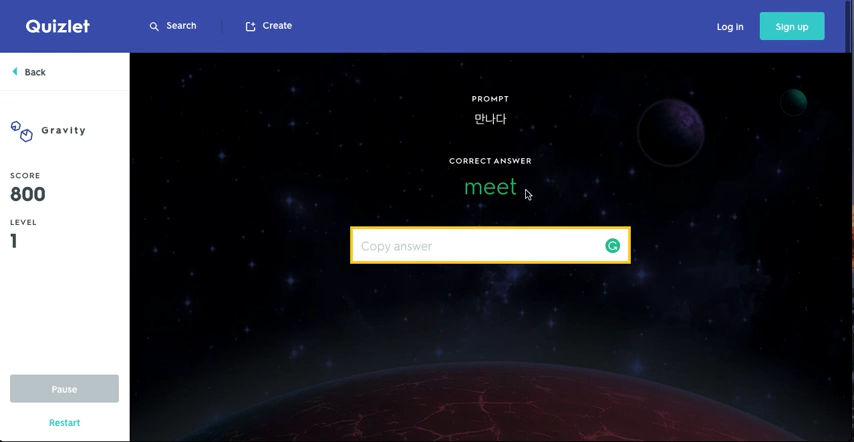 Quizlet
Search
Create
Log in
Sign up
Back
Gravity
SCORE
800
LEVEL
1
Pause
Restart
PROMPT
만나다
CORRECT ANSWER
meet
Copy answer